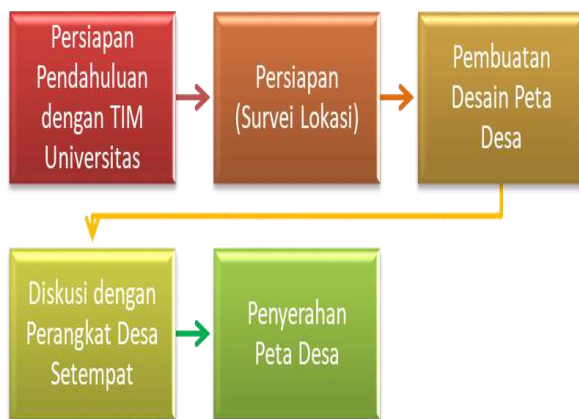 Persiapan
Pendahuluan
dengan TIM
Universitas
Persiapan
(Survei Lokasi)
Pembuatan
Desain Peta
Desa
Diskusi dengan
Perangkat Desa
Setempat
Penyerahan
Peta Desa